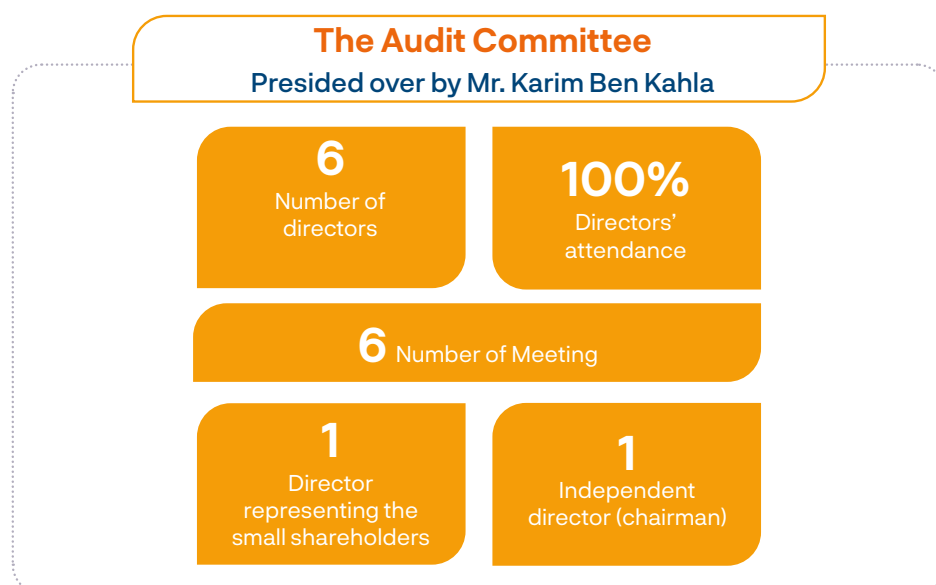 The Audit Committee
Presided over by Mr. Karim Ben Kahla
6
Number of
directors
100%
Directors’
attendance
6 Number of Meeting
1
Director
representing the
small shareholders
1
Independent
director (chairman)